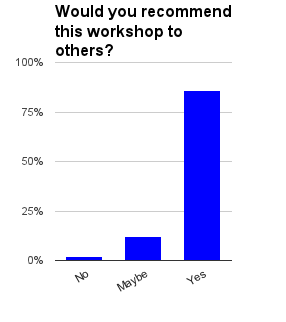 Would you recommend
this workshop to
others?
100%
75%
50%
25%
0%
No
Maybe
Yes